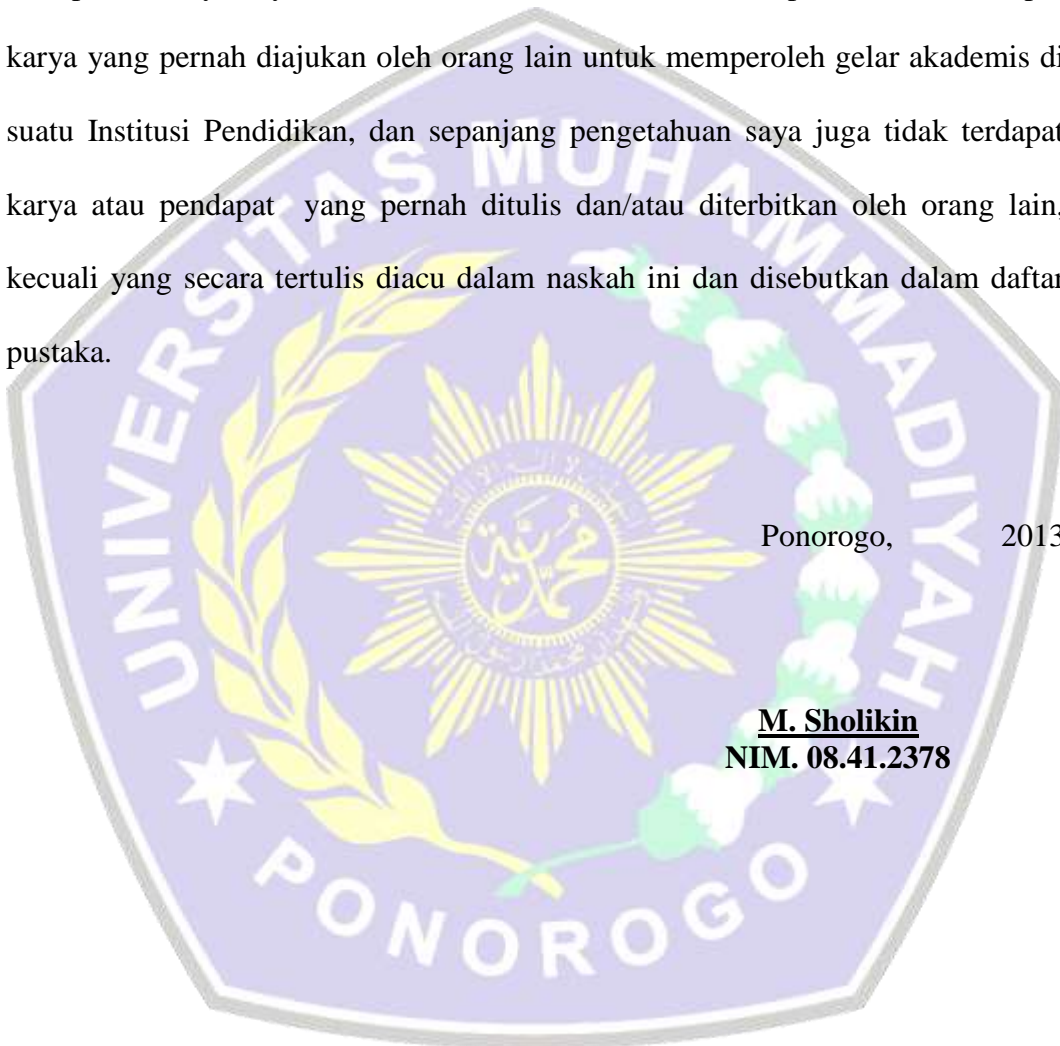 karya yang pernah diajukan oleh orang lain untuk memperoleh gelar akademis di
suatu Institusi Pendidikan, dan sepanjang pengetahuan saya juga tidak terdapat
karya atau pendapat yang pernah ditulis dan/atau diterbitkan oleh orang lain,
kecuali yang secara tertulis diacu dalam naskah ini dan disebutkan dalam daftar
pustaka.
UNIVERSITAS MUHAMMADIYAH
محمدية
Ponorogo, 2013
M. Sholikin
NIM. 08.41.2378
PONOROGO